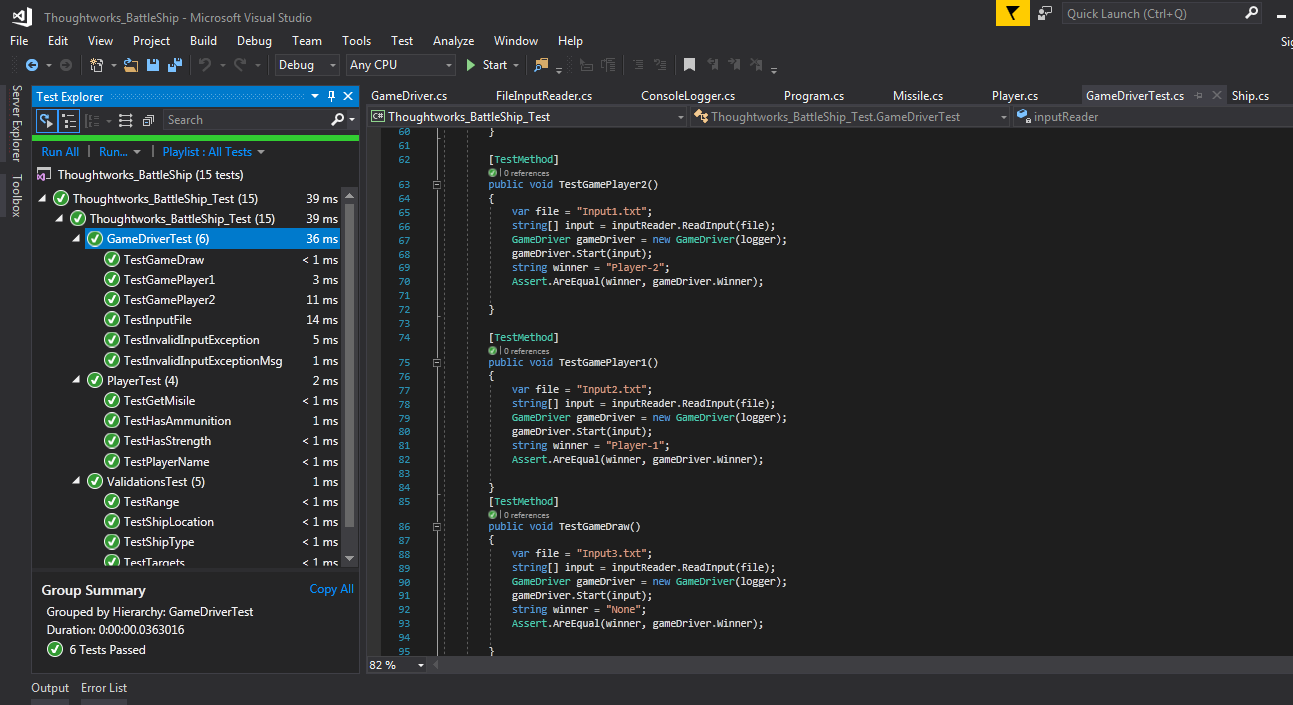 Thoughtworks_BattleShip - Microsoft Visual Studio
Quick Launch (Ctrl+Q)
File Edit View Project Build Debug Team Tools Test Analyze Window Help
Debug Any CPU Start
Server Explorer
Toolbox
Test Explorer
Search
Run All | Run... | Playlist : All Tests
Thoughtworks_BattleShip (15 tests)
Thoughtworks_BattleShip (15) 39 ms
Thoughtworks_BattleShip_Test (15) 39 ms
GameDriverTest (6) 36 ms
TestGameDraw < 1 ms
TestGamePlayer1 3 ms
TestGamePlayer2 11 ms
TestInputFile 14 ms
TestInvalidInputException 5 ms
TestInvalidInputExceptionMsg 1 ms
PlayerTest (4) 2 ms
TestGetMisile < 1 ms
TestHasAmmunition 1 ms
TestHasStrength < 1 ms
TestPlayerName < 1 ms
ValidationsTest (5) 1 ms
TestRange < 1 ms
TestShipLocation < 1 ms
TestShipType < 1 ms
TestTargets < 1 ms
Group Summary Copy All
Grouped by Hierarchy: GameDriverTest
Duration: 0:00:00.0363016
6 Tests Passed
GameDriver.cs FileInputReader.cs ConsoleLogger.cs Program.cs Missile.cs Player.cs GameDriverTest.cs Ship.cs
C# Thoughtworks_BattleShip_Test Thoughtworks_BattleShip_Test.GameDriverTest inputReader
60 }
61
62 [TestMethod]
| 0 references
63 public void TestGamePlayer2()
64 {
65 var file = "Input1.txt";
66 string[] input = inputReader.ReadInput(file);
67 GameDriver gameDriver = new GameDriver(logger);
68 gameDriver.Start(input);
69 string winner = "Player-2";
70 Assert.AreEqual(winner, gameDriver.Winner);
71
72 }
73
74 [TestMethod]
| 0 references
75 public void TestGamePlayer1()
76 {
77 var file = "Input2.txt";
78 string[] input = inputReader.ReadInput(file);
79 GameDriver gameDriver = new GameDriver(logger);
80 gameDriver.Start(input);
81 string winner = "Player-1";
82 Assert.AreEqual(winner, gameDriver.Winner);
83
84 }
85 [TestMethod]
| 0 references
86 public void TestGameDraw()
87 {
88 var file = "Input3.txt";
89 string[] input = inputReader.ReadInput(file);
90 GameDriver gameDriver = new GameDriver(logger);
91 gameDriver.Start(input);
92 string winner = "None";
93 Assert.AreEqual(winner, gameDriver.Winner);
94
95 }
82 %
Output Error List